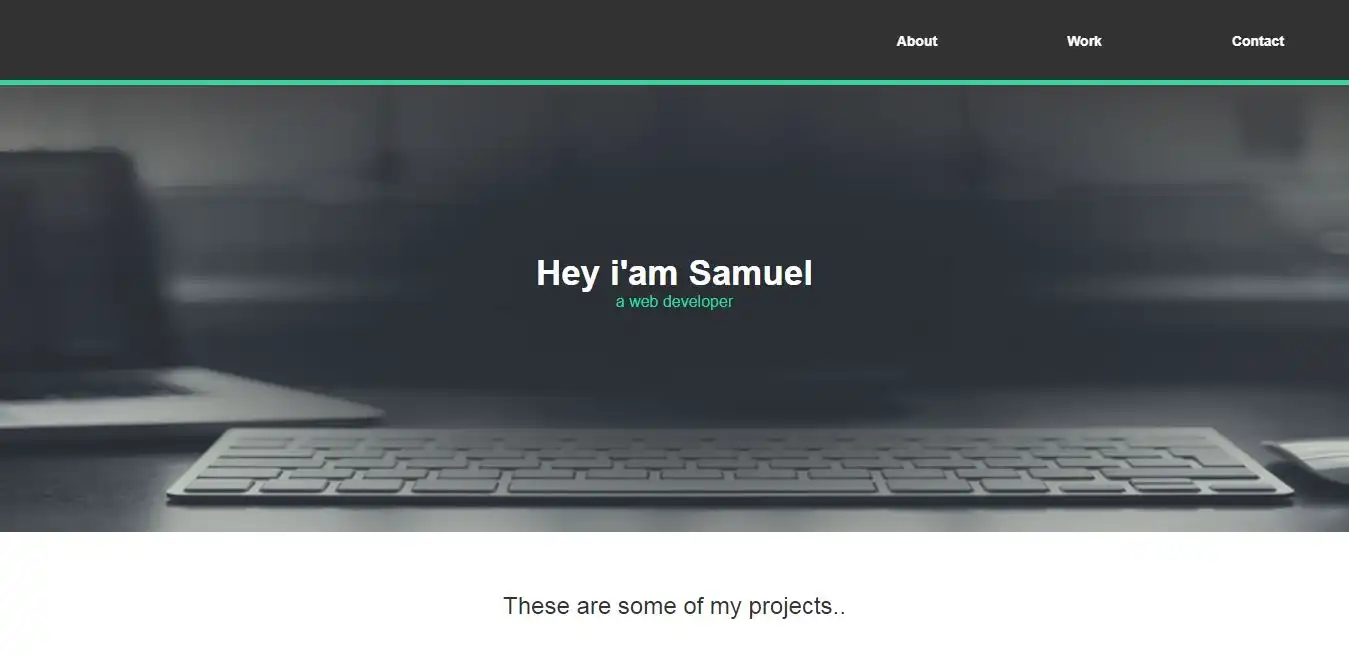 About Work Contact
Hey i'am Samuel
a web developer
These are some of my projects..